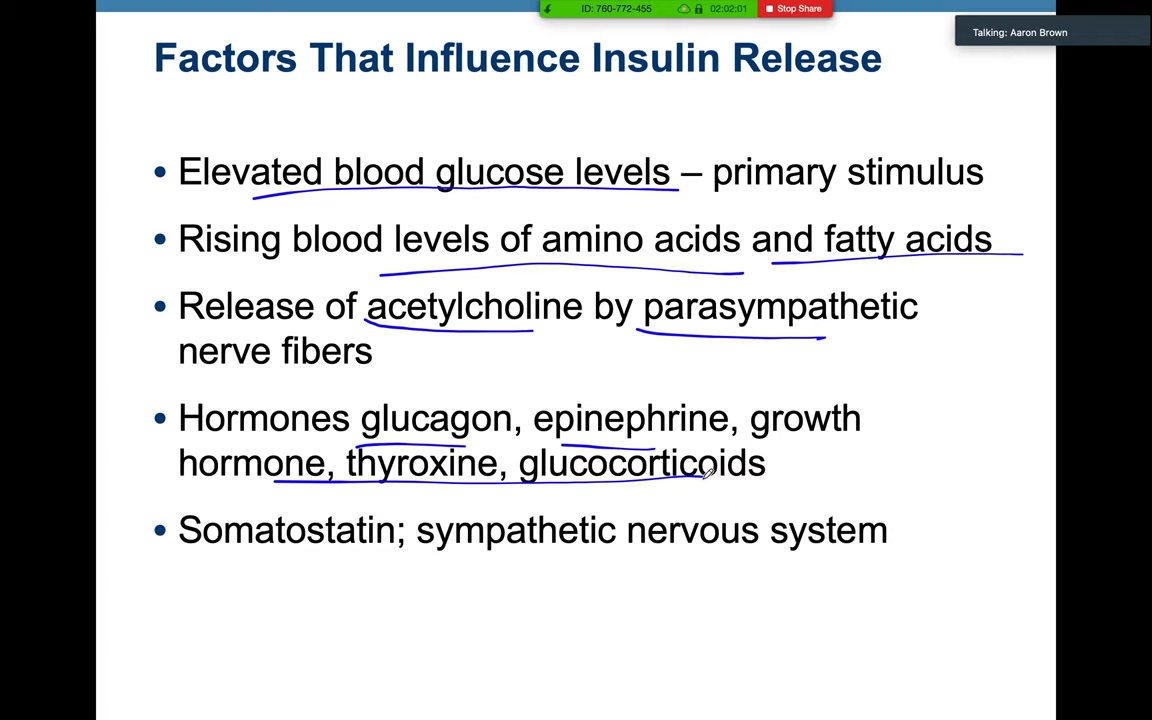 ID: 760-772-455
02:02:01
Stop Share
Talking: Aaron Brown
Factors That Influence Insulin Release
• Elevated blood glucose levels – primary stimulus
• Rising blood levels of amino acids and fatty acids
• Release of acetylcholine by parasympathetic
nerve fibers
• Hormones glucagon, epinephrine, growth
hormone, thyroxine, glucocorticoids
• Somatostatin; sympathetic nervous system